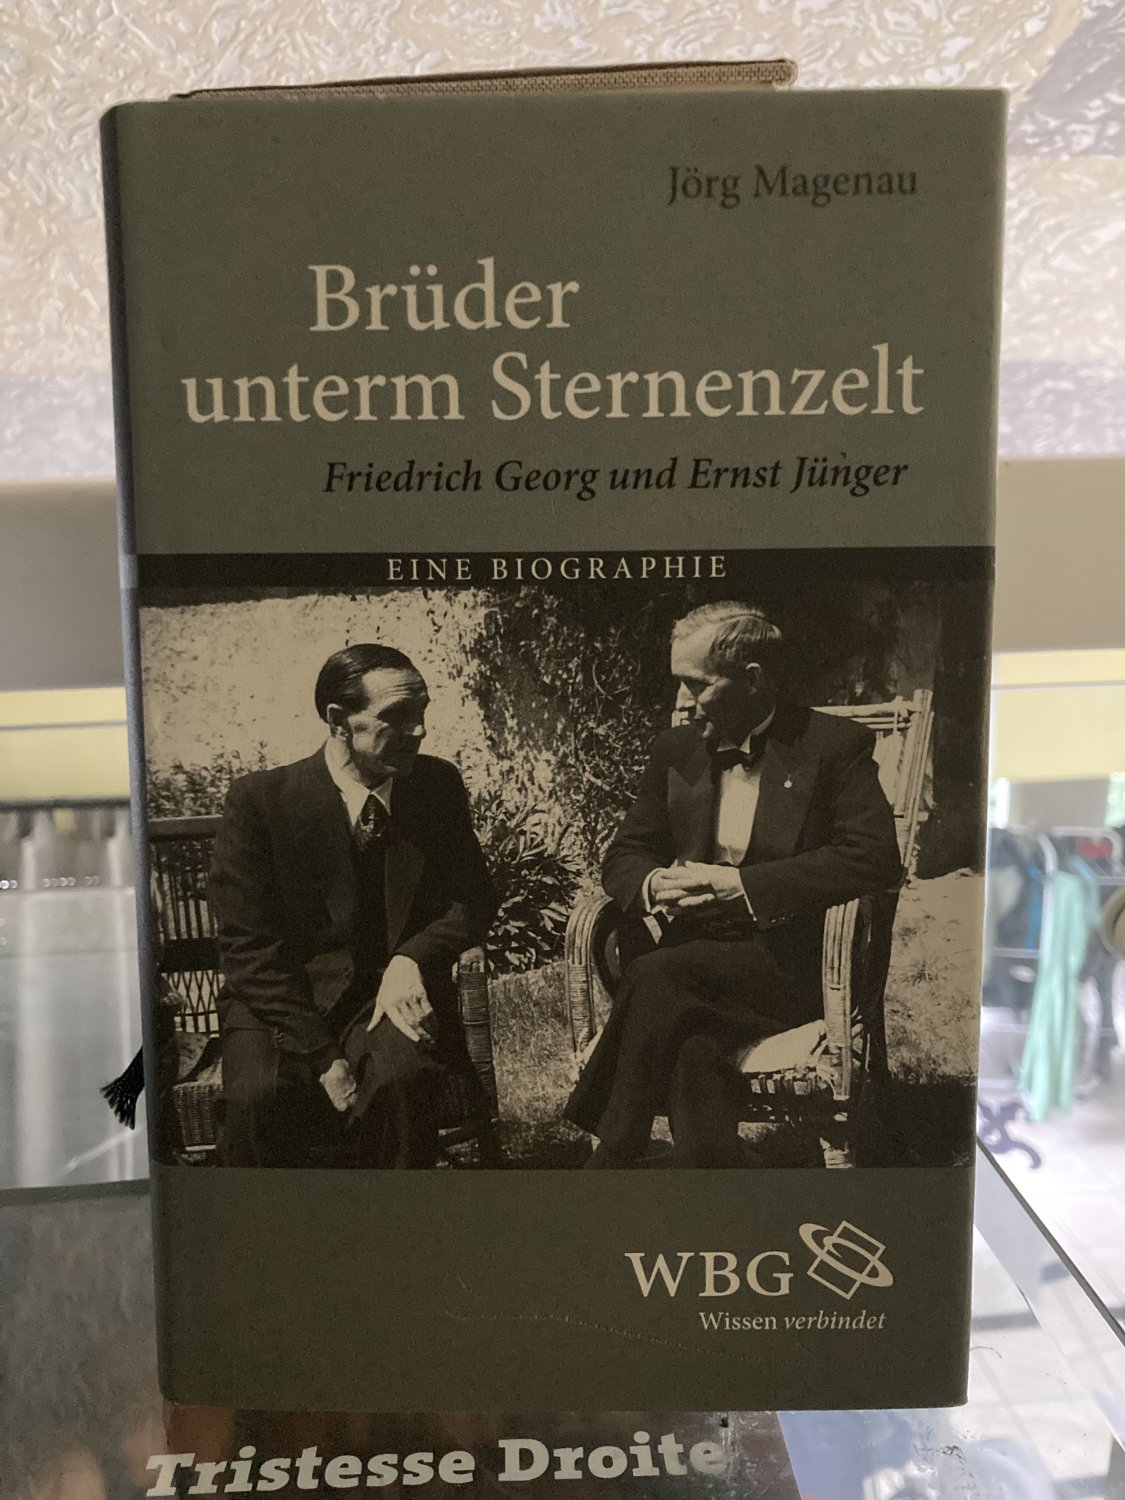 Jörg Magenau
Brüder
unterm Sternenzelt
Friedrich Georg und Ernst Jünger
EINE BIOGRAPHIE
WBG
Wissen verbindet
Tristesse Droite